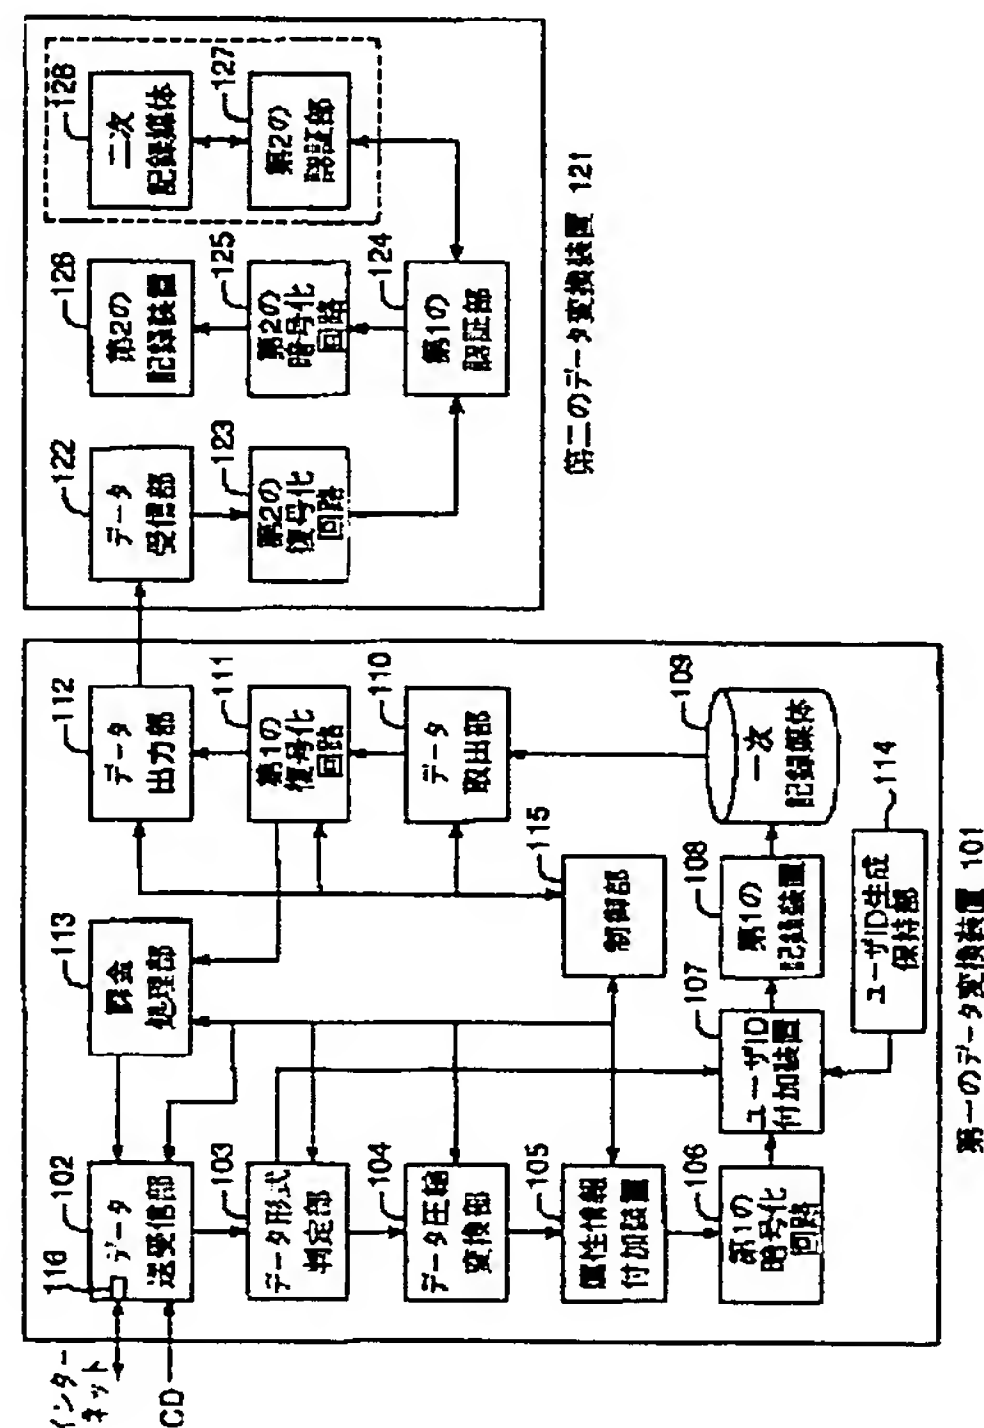 インター
ネット
CD
116
データ
送受信部
102
データ形式
判定部
103
データ圧縮
変換部
104
属性情報
付加装置
105
第1の
暗号化
回路
106
課金
処理部
113
制御部
115
ユーザID
付加装置
107
第1の
記録装置
108
一次
記録媒体
109
ユーザID生成
保持部
114
データ
出力部
112
第1の
復号化
回路
111
データ
取出部
110
第一のデータ変換装置 101
データ
受信部
122
第2の
復号化
回路
123
第2の
記録装置
126
第2の
暗号化
回路
125
第1の
認証部
124
二次
記録媒体
128
第2の
認証部
127
第二のデータ変換装置 121